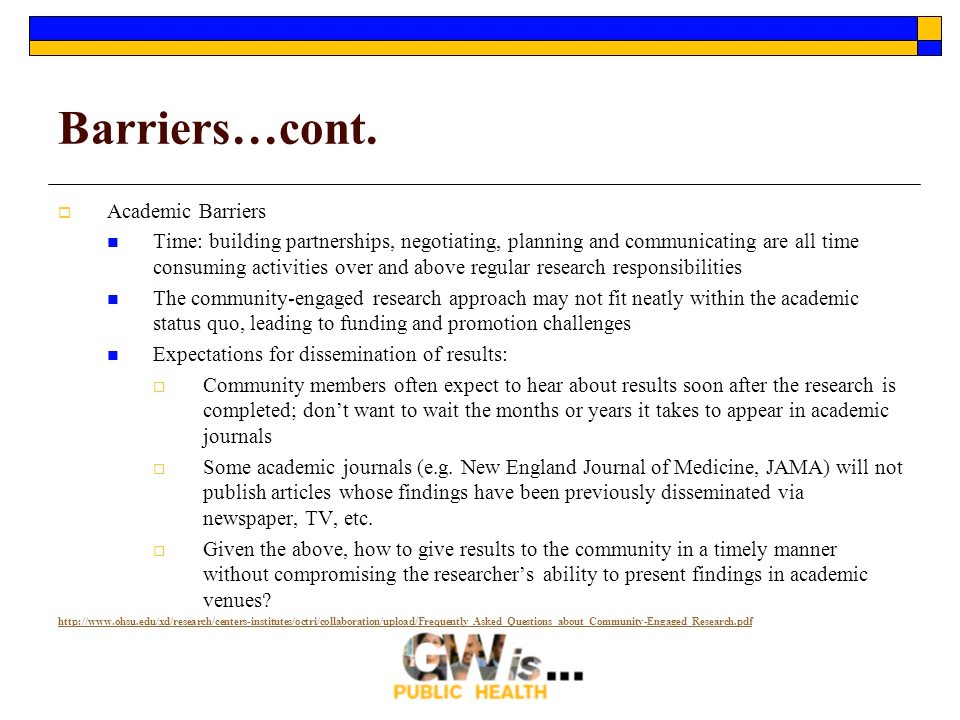 Barriers…cont.
Academic Barriers
Time: building partnerships, negotiating, planning and communicating are all time
consuming activities over and above regular research responsibilities
The community-engaged research approach may not fit neatly within the academic
status quo, leading to funding and promotion challenges
Expectations for dissemination of results:
Community members often expect to hear about results soon after the research is
completed; don’t want to wait the months or years it takes to appear in academic
journals
Some academic journals (e.g. New England Journal of Medicine, JAMA) will not
publish articles whose findings have been previously disseminated via
newspaper, TV, etc.
Given the above, how to give results to the community in a timely manner
without compromising the researcher’s ability to present findings in academic
venues?
http://www.ohsu.edu/xd/research/centers-institutes/octri/collaboration/upload/Frequently_Asked_Questions_about_Community-Engaged_Research.pdf
GW is...
PUBLIC HEALTH